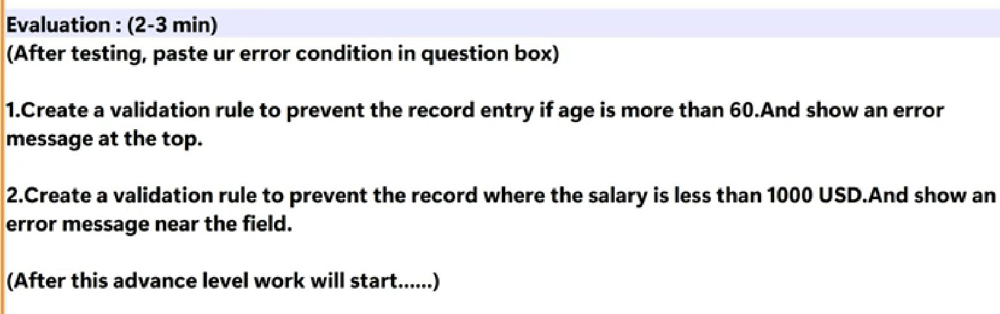 Evaluation : (2-3 min)
(After testing, paste ur error condition in question box)
1.Create a validation rule to prevent the record entry if age is more than 60.And show an error
message at the top.
2.Create a validation rule to prevent the record where the salary is less than 1000 USD.And show an
error message near the field.
(After this advance level work will start......)